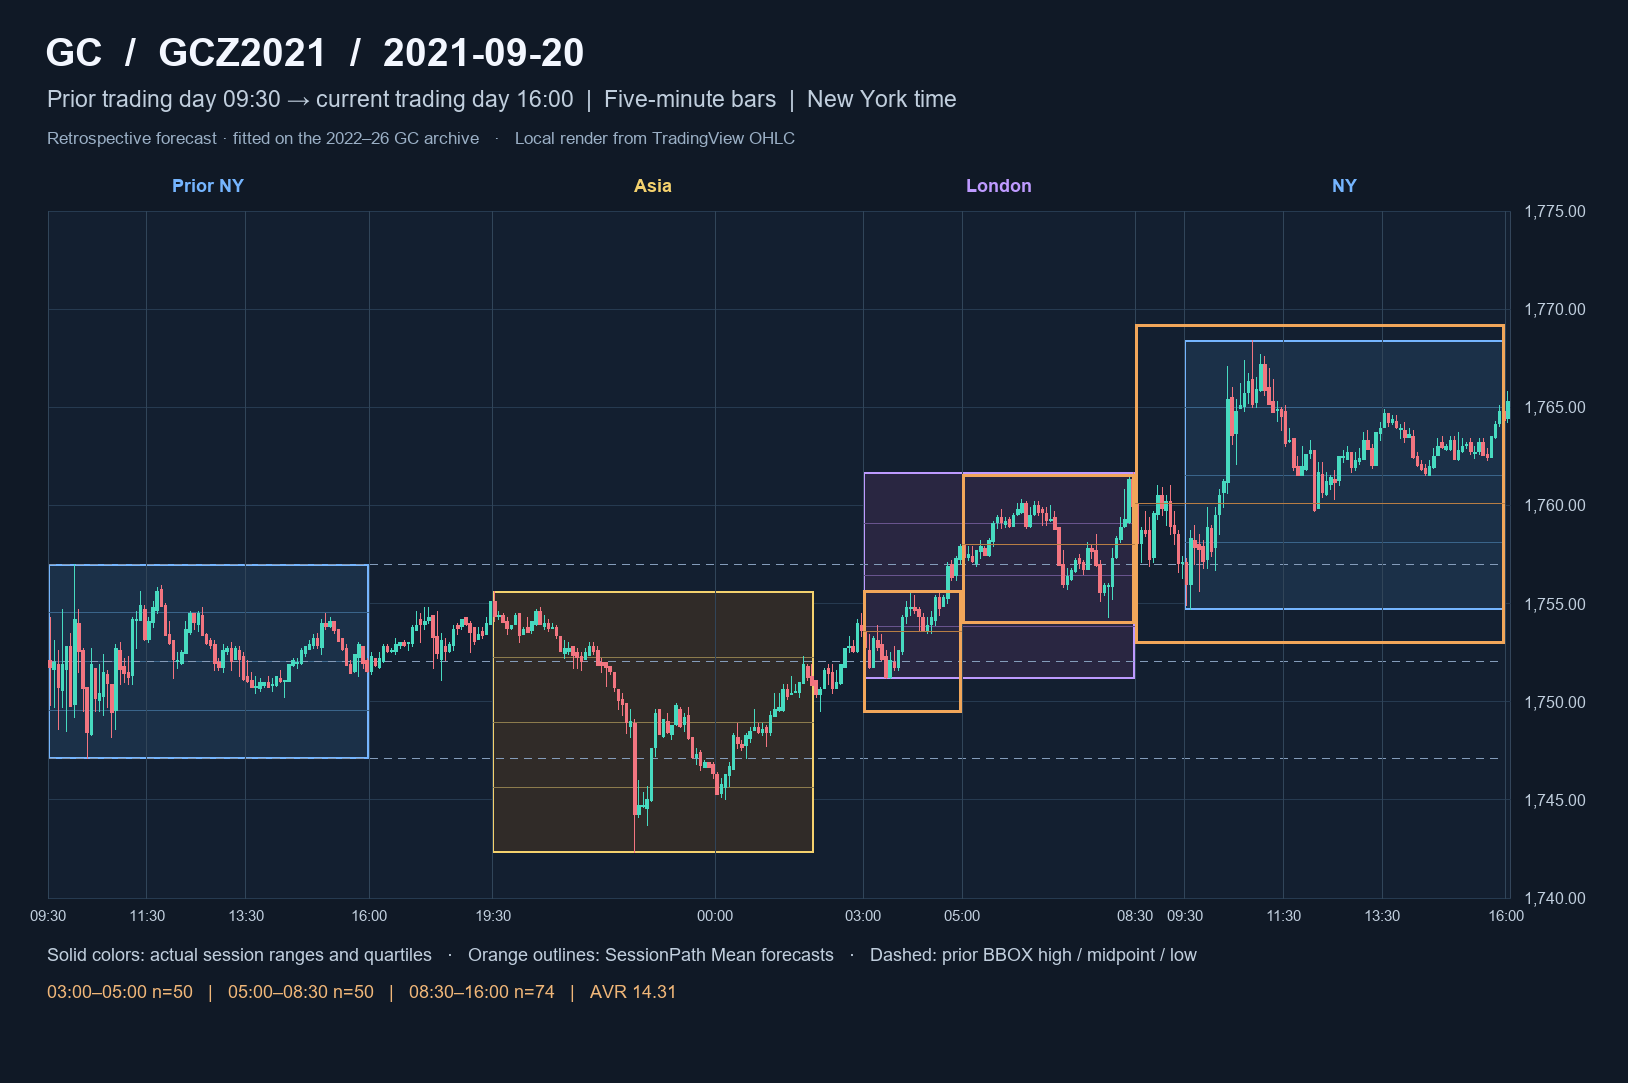 GC / GCZ2021 / 2021-09-20
Prior trading day 09:30 → current trading day 16:00 | Five-minute bars | New York time
Retrospective forecast · fitted on the 2022–26 GC archive · Local render from TradingView OHLC
Prior NY Asia London NY
1,775.00
1,770.00
1,765.00
1,760.00
1,755.00
1,750.00
1,745.00
1,740.00
09:30 11:30 13:30 16:00 19:30 00:00 03:00 05:00 08:30 09:30 11:30 13:30 16:00
Solid colors: actual session ranges and quartiles · Orange outlines: SessionPath Mean forecasts · Dashed: prior BBOX high / midpoint / low
03:00–05:00 n=50 | 05:00–08:30 n=50 | 08:30–16:00 n=74 | AVR 14.31